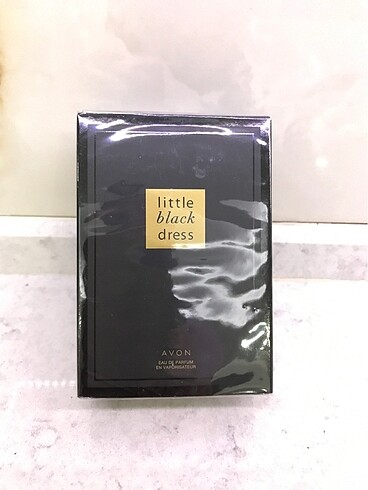 little
black
dress
AVON
EAU DE PARFUM
EN VAPORISATEUR